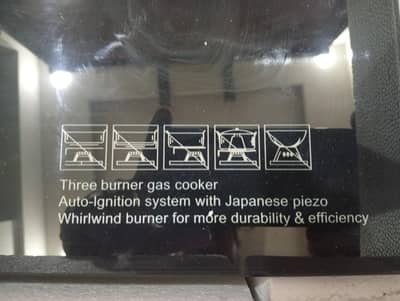 Three burner gas cooker
Auto-Ignition system with Japanese piezo
Whirlwind burner for more durability & efficiency